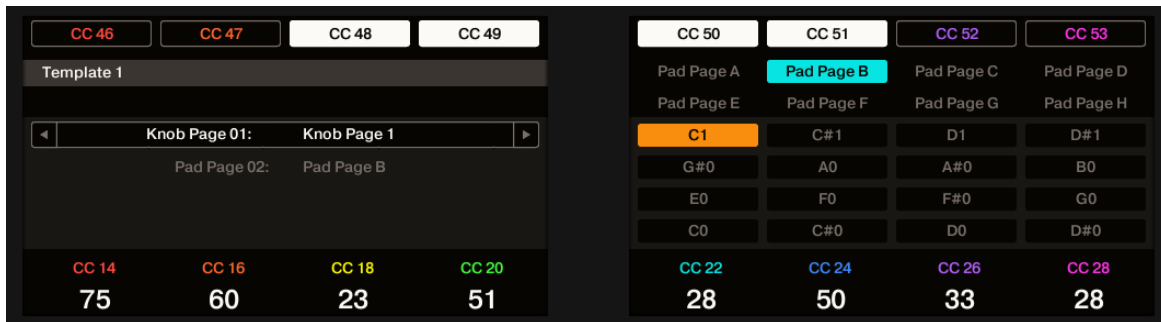 CC 46 CC 47 CC 48 CC 49
Template 1
Knob Page 01: Knob Page 1
Pad Page 02: Pad Page B
CC 14 CC 16 CC 18 CC 20
75 60 23 51
CC 50 CC 51 CC 52 CC 53
Pad Page A Pad Page B Pad Page C Pad Page D
Pad Page E Pad Page F Pad Page G Pad Page H
C1 C#1 D1 D#1
G#0 A0 A#0 B0
E0 F0 F#0 G0
C0 C#0 D0 D#0
CC 22 CC 24 CC 26 CC 28
28 50 33 28